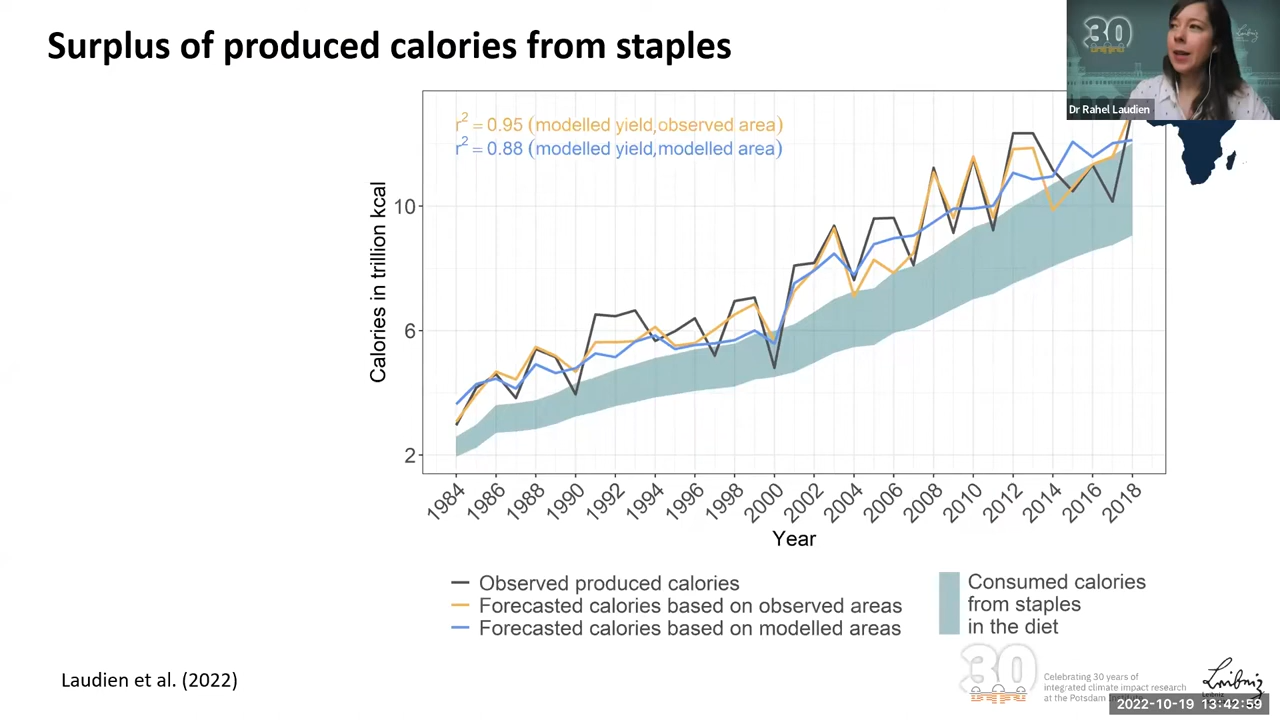 Surplus of produced calories from staples
30
Dr Rahel Laudien
r² = 0.95 (modelled yield,observed area)
r² = 0.88 (modelled yield,modelled area)
Calories in trillion kcal
10
6
2
1984
1986
1988
1990
1992
1994
1996
1998
2000
2002
2004
2006
2008
2010
2012
2014
2016
2018
Year
Observed produced calories
Forecasted calories based on observed areas
Forecasted calories based on modelled areas
Consumed calories
from staples
in the diet
Laudien et al. (2022)
30
Celebrating 30 years of
integrated climate impact research
at the Potsdam
Leibniz
2022-10-19 13:42:59